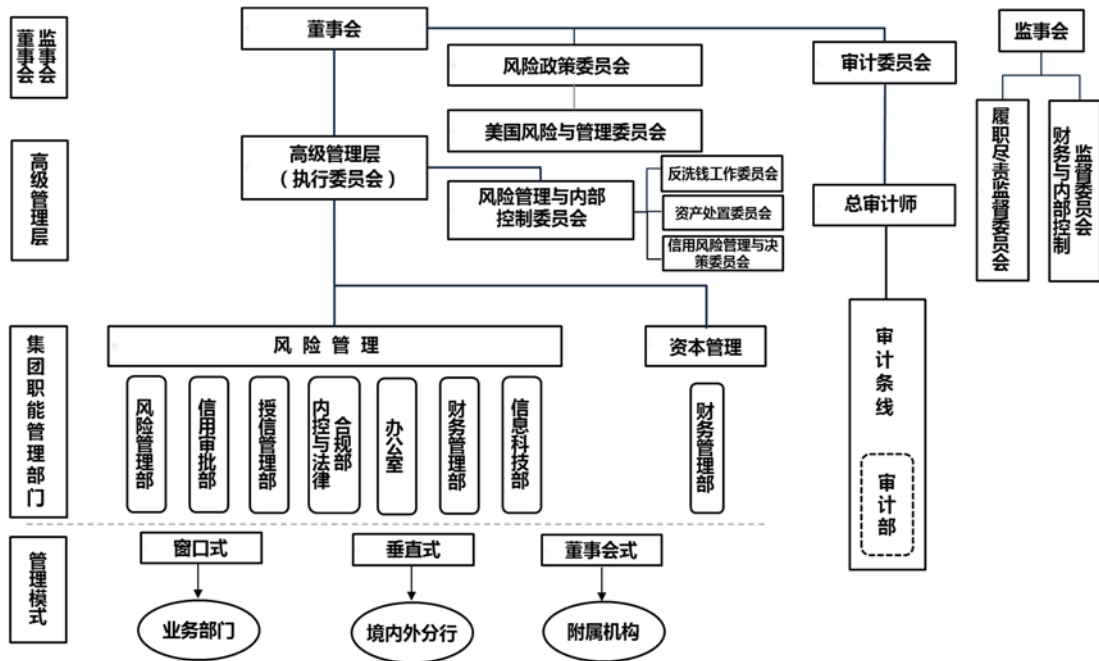 董事会
监事会
董事会
风险政策委员会
审计委员会
监事会
美国风险与管理委员会
履职尽责监督委员会
财务与内部控制
监督委员会
高级管理层
高级管理层
（执行委员会）
风险管理与内部
控制委员会
反洗钱工作委员会
资产处置委员会
信用风险管理与决
策委员会
总审计师
集团职能管理部门
风险管理
资本管理
审计条线
风险管理部
信用审批部
授信管理部
内控与法律
合规部
办公室
财务管理部
信息科技部
财务管理部
审计部
管理模式
窗口式
垂直式
董事会式
业务部门
境内外分行
附属机构